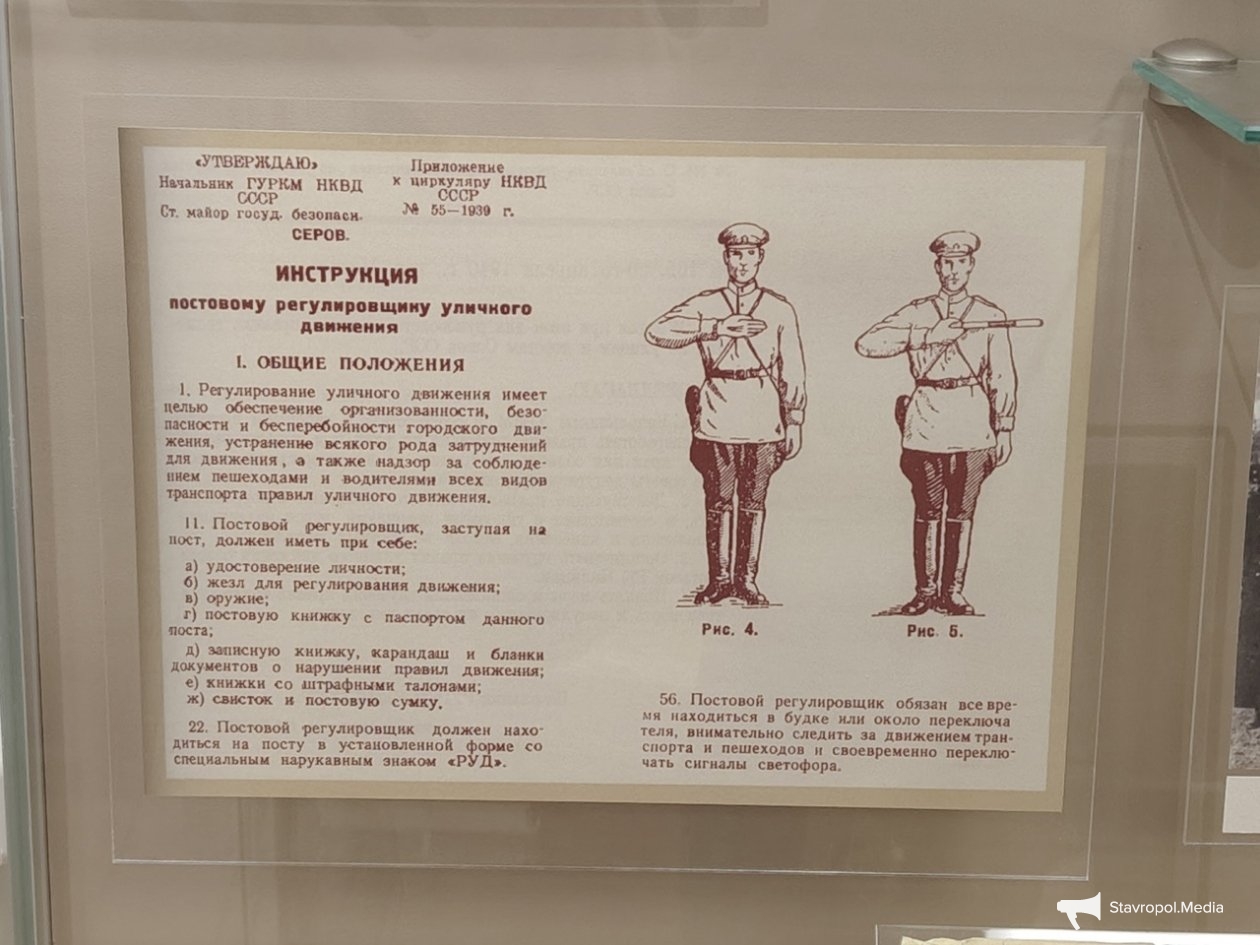 «УТВЕРЖДАЮ»
Начальник ГУРКМ НКВД
СССР
Ст. майор госуд. безопасн.
СЕРОВ.
Приложение
к циркуляру НКВД
СССР
№ 55—1939 г.
ИНСТРУКЦИЯ
постовому регулировщику уличного
движения
I. ОБЩИЕ ПОЛОЖЕНИЯ
1. Регулирование уличного движения имеет
целью обеспечение организованности, безо-
пасности и бесперебойности городского дви-
жения, устранение всякого рода затруднений
для движения, а также надзор за соблюде-
нием пешеходами и водителями всех видов
транспорта правил уличного движения.
11. Постовой регулировщик, заступая на
пост, должен иметь при себе:
а) удостоверение личности;
б) жезл для регулирования движения;
в) оружие;
г) постовую книжку с паспортом данного
поста;
д) записную книжку, карандаш и бланки
документов о нарушении правил движения;
е) книжки со штрафными талонами;
ж) свисток и постовую сумку.
22. Постовой регулировщик должен нахо-
диться на посту в установленной форме со
специальным нарукавным знаком «РУД».
Рис. 4.
Рис. 5.
56. Постовой регулировщик обязан все вре-
мя находиться в будке или около переключа
теля, внимательно следить за движением тран-
спорта и пешеходов и своевременно переклю-
чать сигналы светофора.
Stavropol.Media